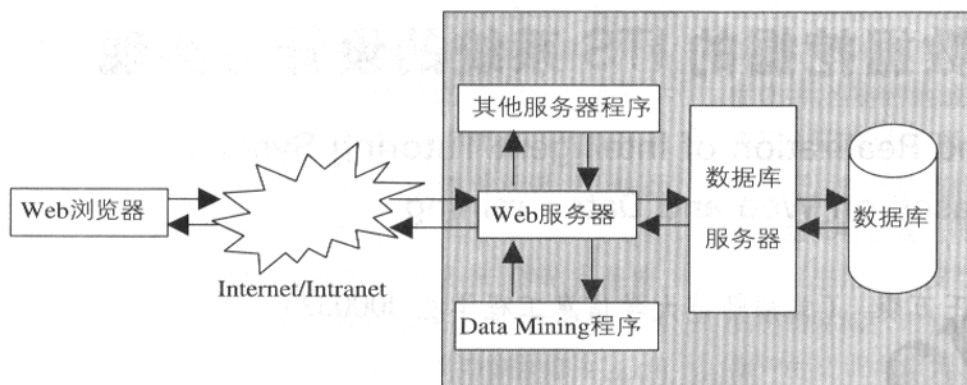 其他服务器程序
Web浏览器
Internet/Intranet
Web服务器
Data Mining程序
数据库
服务器
数据库